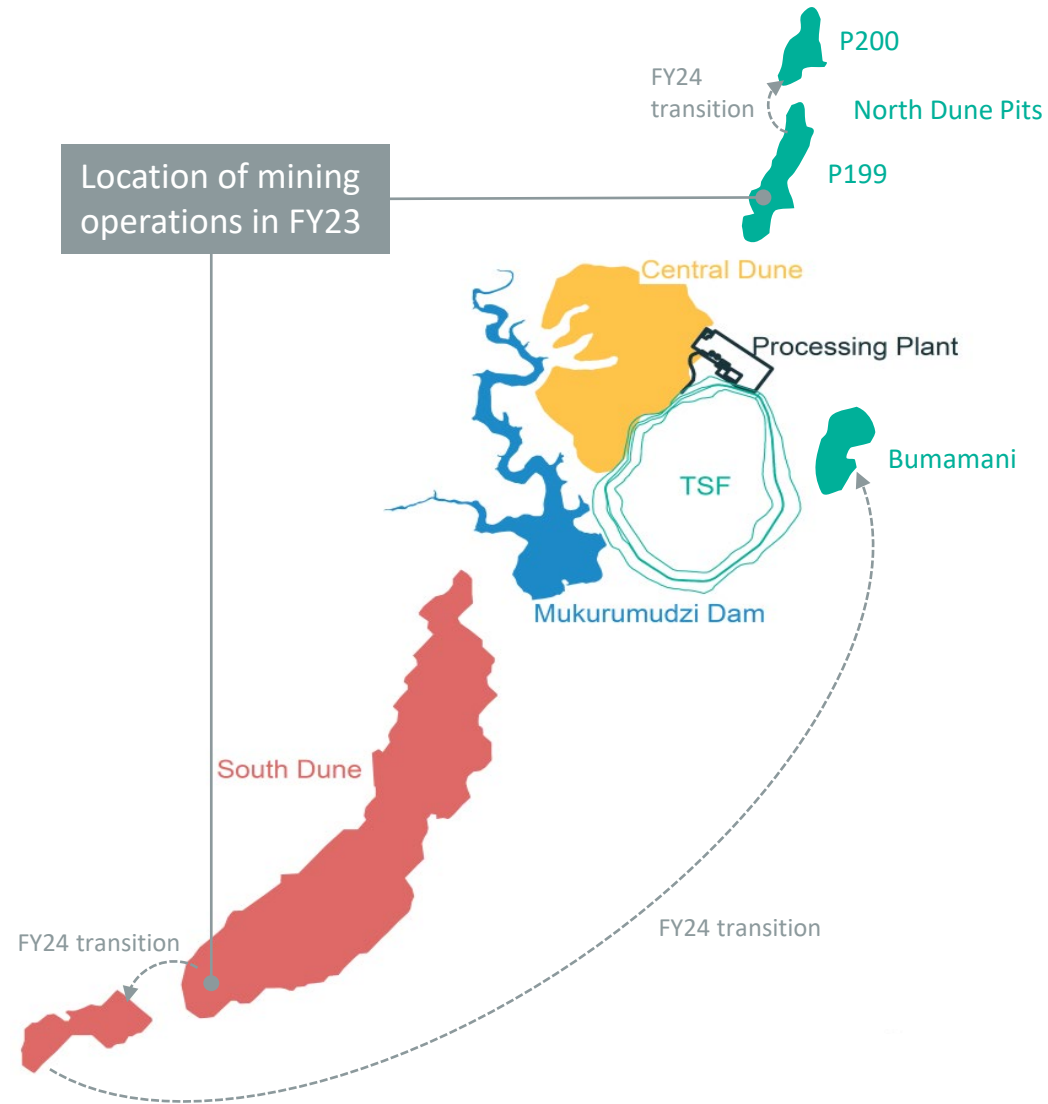 P200
FY24
transition
North Dune Pits
Location of mining
operations in FY23
P199
Central Dune
Processing Plant
Bumamani
TSF
Mukurumudzi Dam
South Dune
FY24 transition
FY24 transition